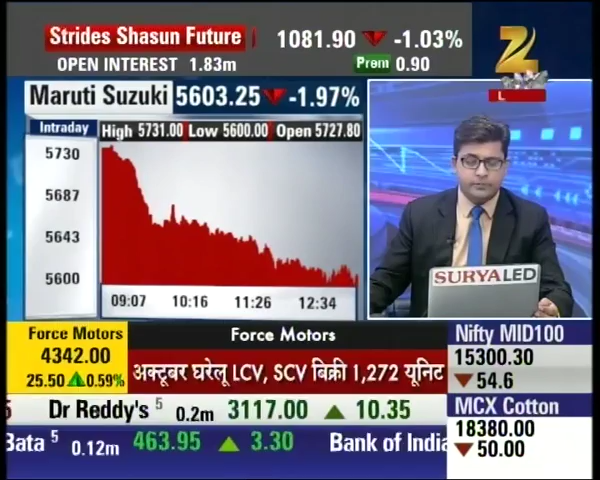 Strides Shasun Future
1081.90 -1.03%
OPEN INTEREST 1.83m
Prem 0.90
Z
L
Maruti Suzuki 5603.25 -1.97%
Intraday
High 5731.00 Low 5600.00 Open 5727.80
5730
5687
5643
5600
09:07 10:16 11:26 12:34
SURYA LED
Force Motors
4342.00
25.50 0.59%
Force Motors
अक्टूबर घरेलू LCV, SCV बिक्री 1,272 यूनिट
Nifty MID100
15300.30
54.6
MCX Cotton
18380.00
50.00
5 Dr Reddy's 5 0.2m 3117.00 10.35
Bata 5 0.12m 463.95 3.30 Bank of India